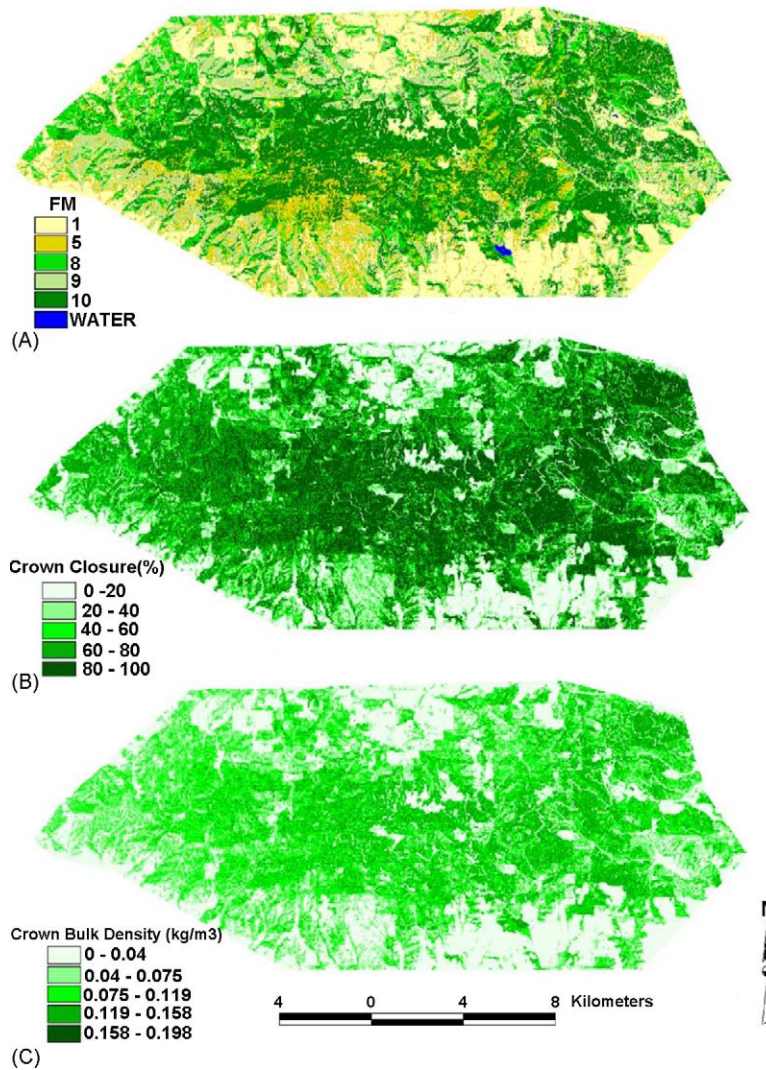 FM
1
5
8
9
10
WATER
(A)
Crown Closure(%)
0 -20
20 - 40
40 - 60
60 - 80
80 - 100
(B)
Crown Bulk Density (kg/m3)
0 - 0.04
0.04 - 0.075
0.075 - 0.119
0.119 - 0.158
0.158 - 0.198
4 0 4 8 Kilometers
(C)